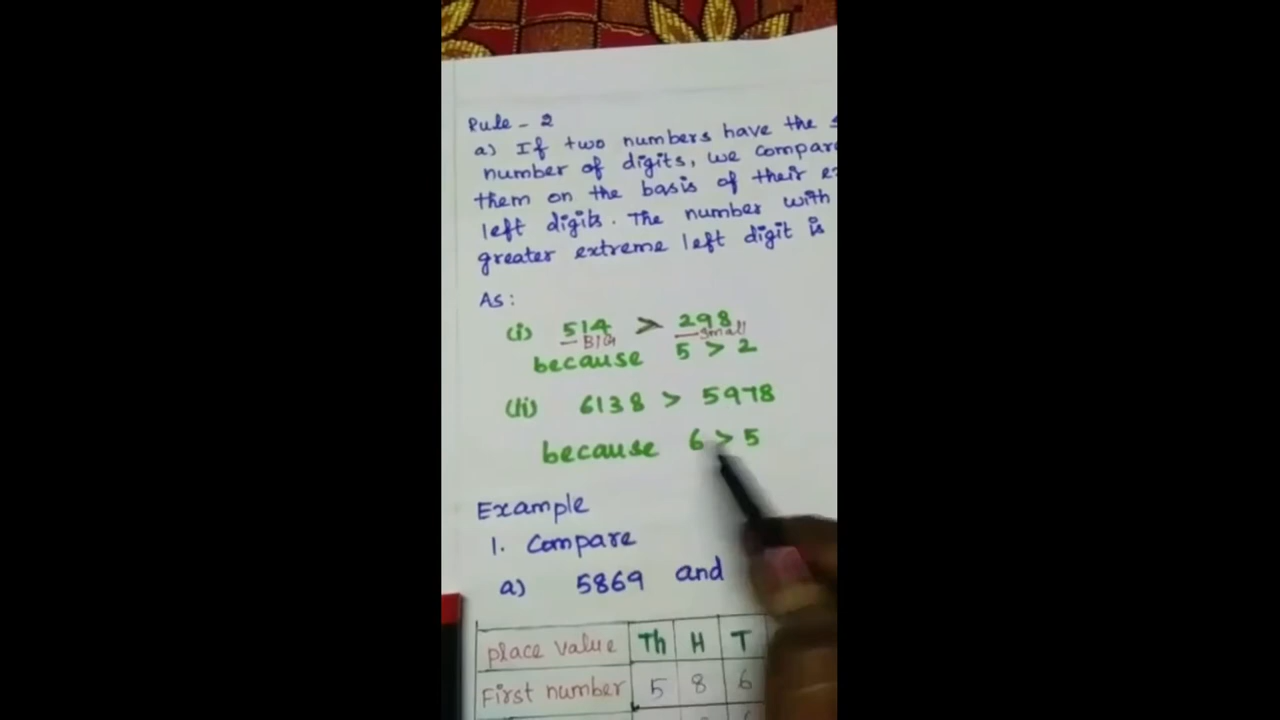 Rule - 2
a) If two numbers have the
number of digits, we compare
them on the basis of their
left digits. The number with
greater extreme left digit is
As:
(i) 514 > 298
BIG small
because 5 > 2
(ii) 6138 > 5978
because 6 > 5
Example
1. Compare
a) 5869 and
place value Th H T
First number 5 8 6